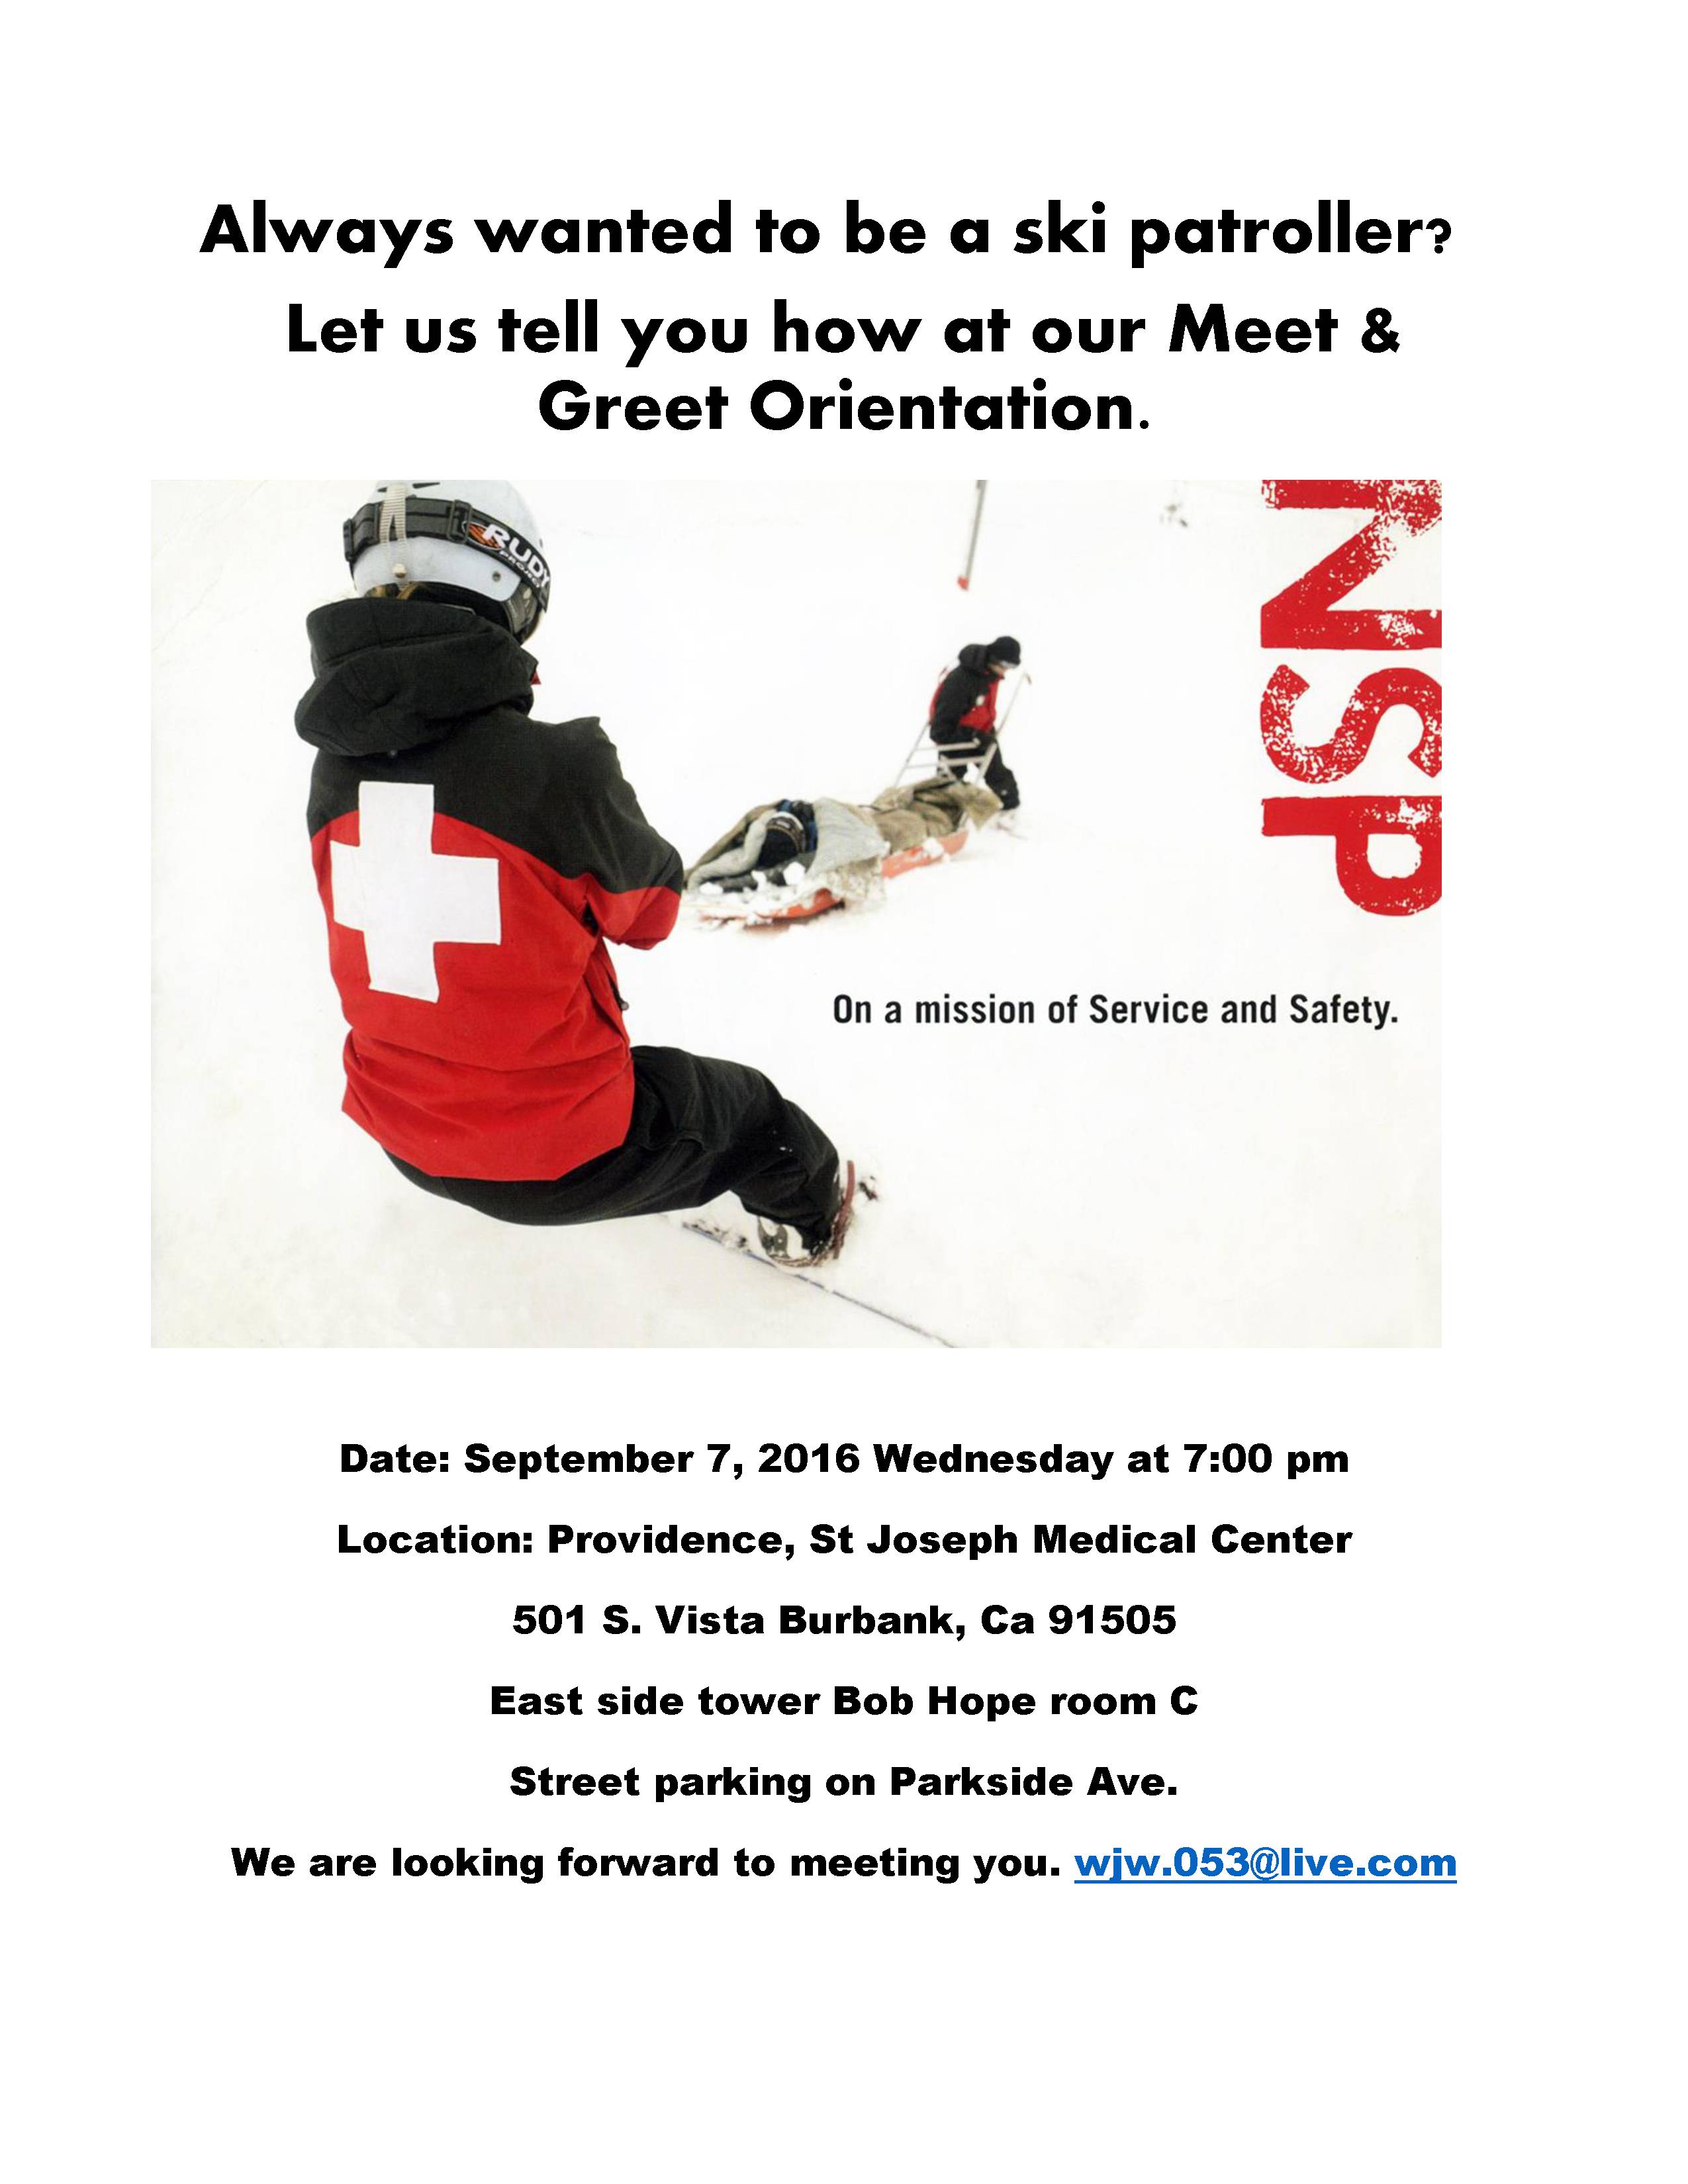 Always wanted to be a ski patroller?
Let us tell you how at our Meet &
Greet Orientation.
RUDY
PROJECT
NSP
On a mission of Service and Safety.
Date: September 7, 2016 Wednesday at 7:00 pm
Location: Providence, St Joseph Medical Center
501 S. Vista Burbank, Ca 91505
East side tower Bob Hope room C
Street parking on Parkside Ave.
We are looking forward to meeting you. wjw.053@live.com